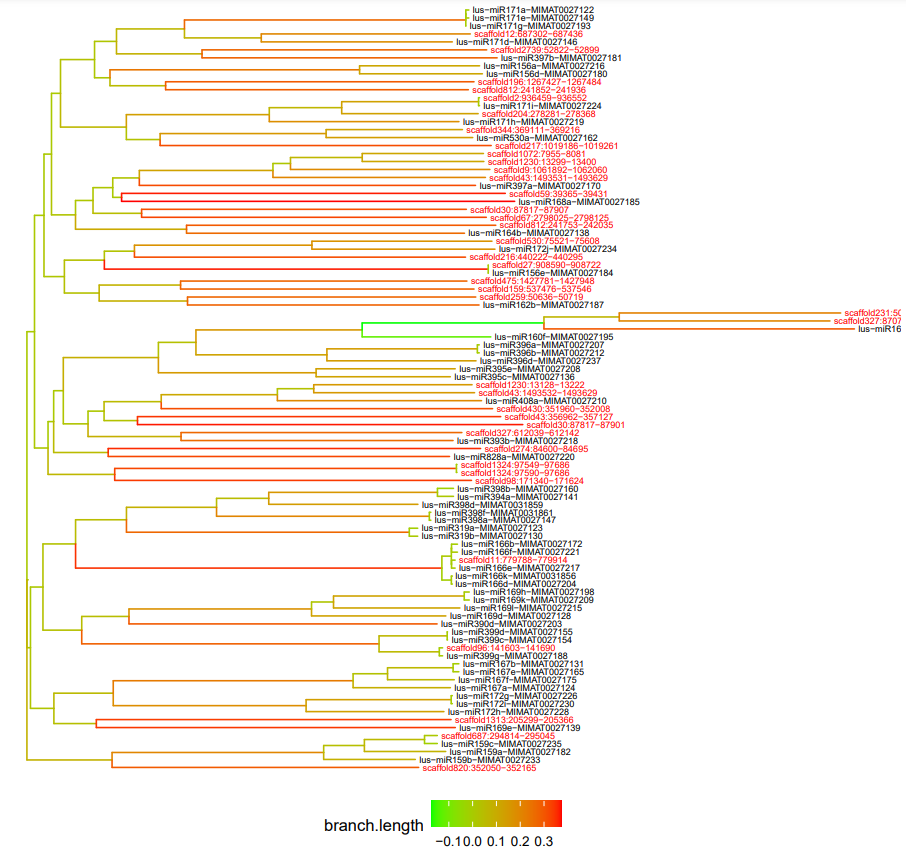 lus−miR171a−MIMAT0027122
lus−miR171e−MIMAT0027149
lus−miR171g−MIMAT0027193
scaffold12:687302−687436
lus−miR171d−MIMAT0027146
scaffold2739:52822−52899
lus−miR397b−MIMAT0027181
lus−miR156a−MIMAT0027216
lus−miR156d−MIMAT0027180
scaffold196:1267427−1267484
scaffold812:241852−241936
scaffold2:936459−936552
lus−miR171i−MIMAT0027224
scaffold204:278281−278368
lus−miR171h−MIMAT0027219
scaffold344:369111−369216
lus−miR530a−MIMAT0027162
scaffold217:1019186−1019261
scaffold1072:7955−8081
scaffold1230:13299−13400
scaffold9:1061892−1062060
scaffold43:1493531−1493629
lus−miR397a−MIMAT0027170
scaffold59:39365−39431
lus−miR168a−MIMAT0027185
scaffold30:87817−87907
scaffold67:2798025−2798125
scaffold812:241753−242035
lus−miR164b−MIMAT0027138
scaffold530:75521−75608
lus−miR172j−MIMAT0027234
scaffold216:440222−440295
scaffold27:908590−908722
lus−miR156e−MIMAT0027184
scaffold475:1427781−1427948
scaffold159:537476−537546
scaffold259:50636−50719
lus−miR162b−MIMAT0027187
scaffold231:50
scaffold327:8707
lus−miR16
lus−miR160f−MIMAT0027195
lus−miR396a−MIMAT0027207
lus−miR396b−MIMAT0027212
lus−miR396d−MIMAT0027237
lus−miR395e−MIMAT0027208
lus−miR395c−MIMAT0027136
scaffold1230:13128−13222
scaffold43:1493532−1493629
lus−miR408a−MIMAT0027210
scaffold430:351960−352008
scaffold43:356962−357127
scaffold30:87817−87901
scaffold327:612039−612142
lus−miR393b−MIMAT0027218
scaffold274:84600−84695
lus−miR828a−MIMAT0027220
scaffold1324:97549−97686
scaffold1324:97590−97686
scaffold98:171340−171624
lus−miR398b−MIMAT0027160
lus−miR394a−MIMAT0027141
lus−miR398d−MIMAT0031859
lus−miR398f−MIMAT0031861
lus−miR398a−MIMAT0027147
lus−miR319a−MIMAT0027123
lus−miR319b−MIMAT0027130
lus−miR166b−MIMAT0027172
lus−miR166f−MIMAT0027221
scaffold11:779788−779914
lus−miR166e−MIMAT0027217
lus−miR166k−MIMAT0031856
lus−miR166d−MIMAT0027204
lus−miR169h−MIMAT0027198
lus−miR169k−MIMAT0027209
lus−miR169l−MIMAT0027215
lus−miR169d−MIMAT0027128
lus−miR390d−MIMAT0027203
lus−miR399d−MIMAT0027155
lus−miR399c−MIMAT0027154
scaffold96:141603−141690
lus−miR399g−MIMAT0027188
lus−miR167b−MIMAT0027131
lus−miR167e−MIMAT0027165
lus−miR167f−MIMAT0027175
lus−miR167a−MIMAT0027124
lus−miR172g−MIMAT0027226
lus−miR172i−MIMAT0027230
lus−miR172h−MIMAT0027228
scaffold1313:205299−205366
lus−miR169e−MIMAT0027139
scaffold687:294814−295045
lus−miR159c−MIMAT0027235
lus−miR159a−MIMAT0027182
lus−miR159b−MIMAT0027233
scaffold820:352050−352165
branch.length
−0.1 0.0 0.1 0.2 0.3